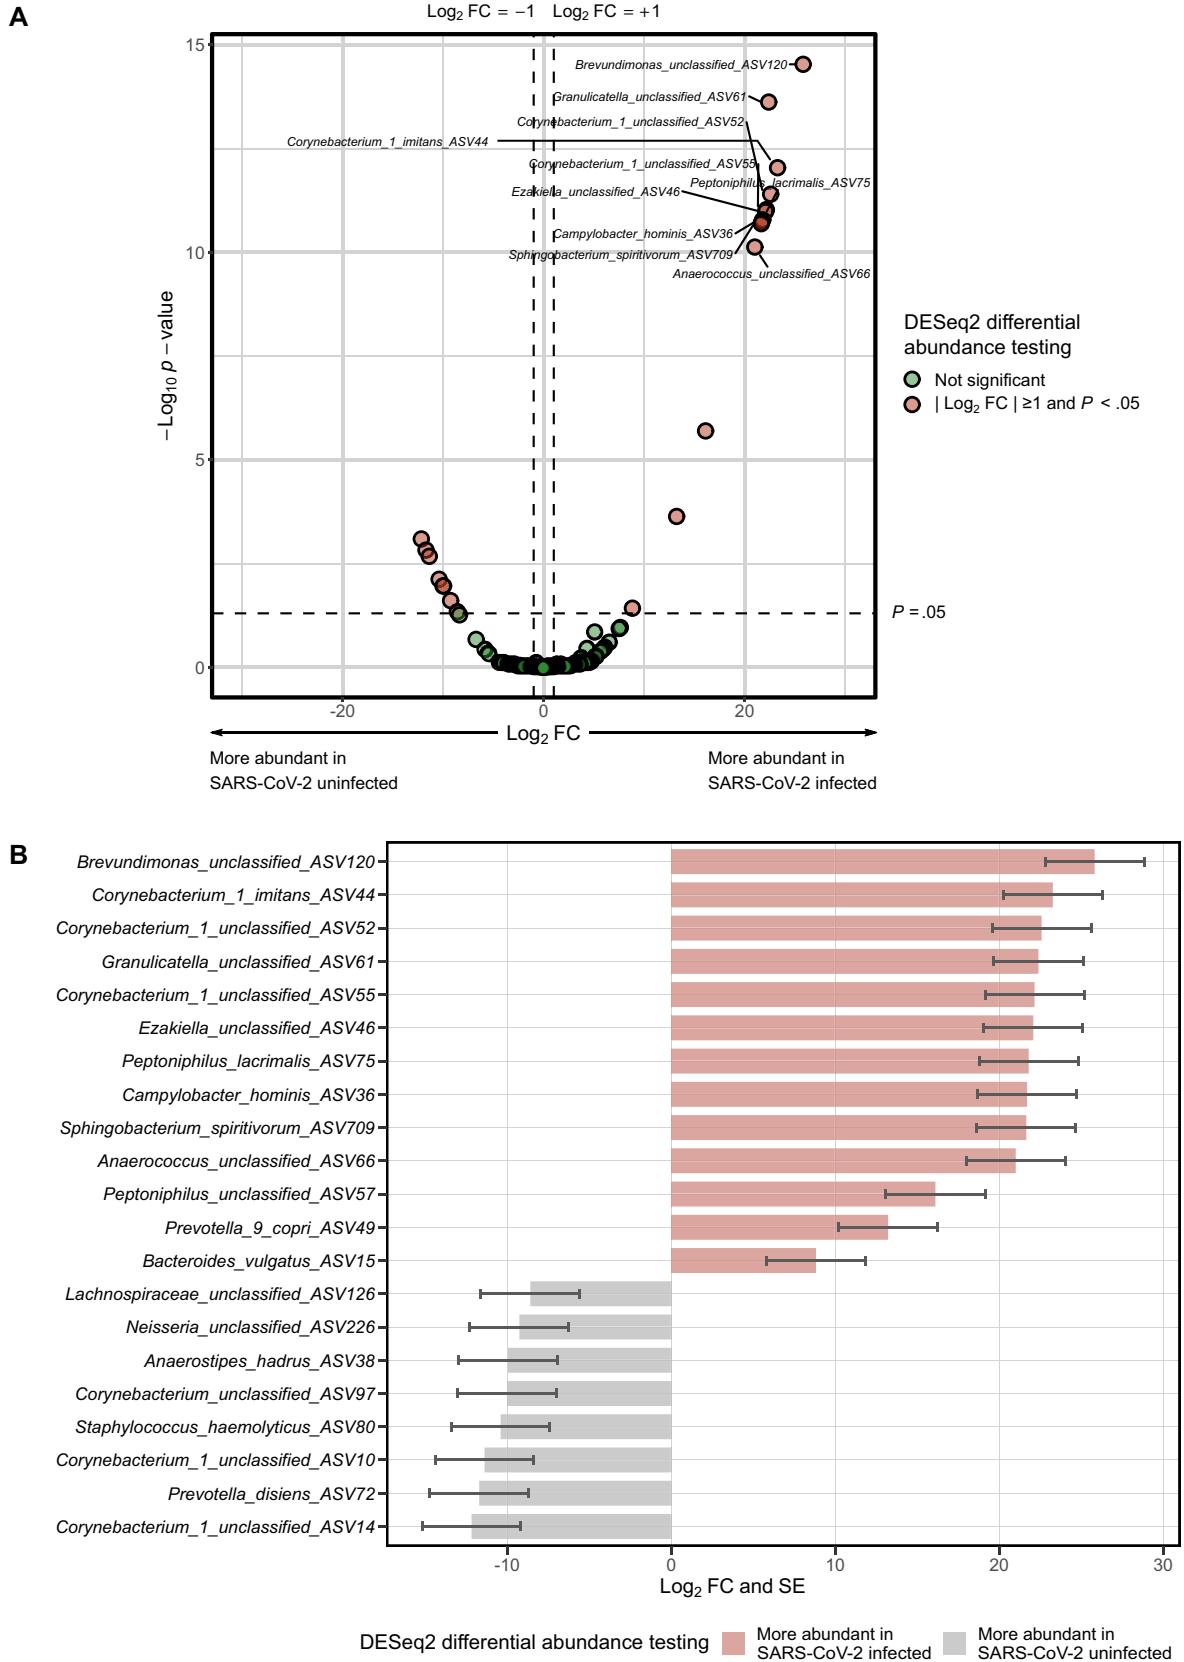 A
Log2 FC = −1
Log2 FC = +1
15
10
5
0
−Log10 p − value
Brevundimonas_unclassified_ASV120
Granulicatella_unclassified_ASV61
Corynebacterium_1_unclassified_ASV52
Corynebacterium_1_imitans_ASV44
Corynebacterium_1_unclassified_ASV55
Peptoniphilus_lacrimalis_ASV75
Ezakiella_unclassified_ASV46
Campylobacter_hominis_ASV36
Sphingobacterium_spiritivorum_ASV709
Anaerococcus_unclassified_ASV66
DESeq2 differential
abundance testing
Not significant
| Log2 FC | ≥1 and P < .05
P = .05
-20
0
20
Log2 FC
More abundant in
SARS-CoV-2 uninfected
More abundant in
SARS-CoV-2 infected
B
Brevundimonas_unclassified_ASV120
Corynebacterium_1_imitans_ASV44
Corynebacterium_1_unclassified_ASV52
Granulicatella_unclassified_ASV61
Corynebacterium_1_unclassified_ASV55
Ezakiella_unclassified_ASV46
Peptoniphilus_lacrimalis_ASV75
Campylobacter_hominis_ASV36
Sphingobacterium_spiritivorum_ASV709
Anaerococcus_unclassified_ASV66
Peptoniphilus_unclassified_ASV57
Prevotella_9_copri_ASV49
Bacteroides_vulgatus_ASV15
Lachnospiraceae_unclassified_ASV126
Neisseria_unclassified_ASV226
Anaerostipes_hadrus_ASV38
Corynebacterium_unclassified_ASV97
Staphylococcus_haemolyticus_ASV80
Corynebacterium_1_unclassified_ASV10
Prevotella_disiens_ASV72
Corynebacterium_1_unclassified_ASV14
-10
0
10
20
30
Log2 FC and SE
DESeq2 differential abundance testing
More abundant in
SARS-CoV-2 infected
More abundant in
SARS-CoV-2 uninfected